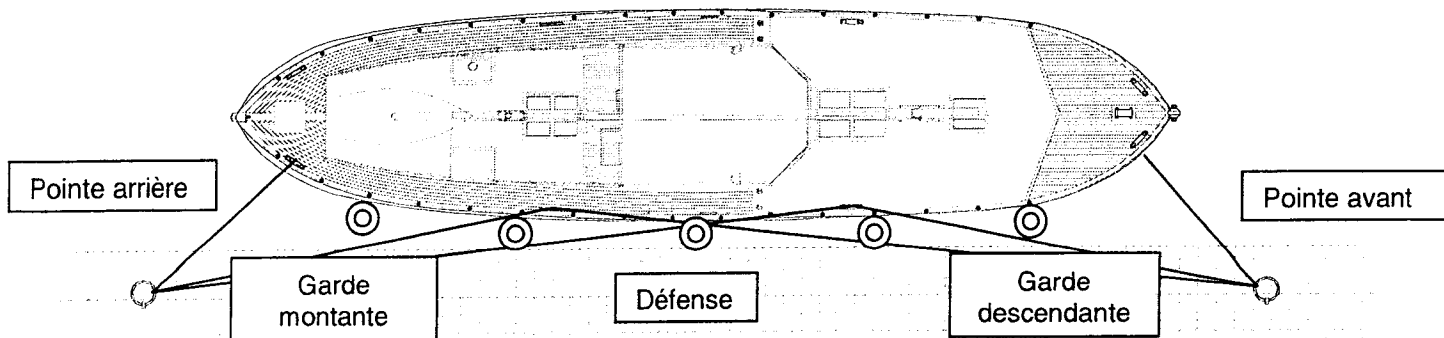 Pointe arrière
Pointe avant
Garde
montante
Défense
Garde
descendante